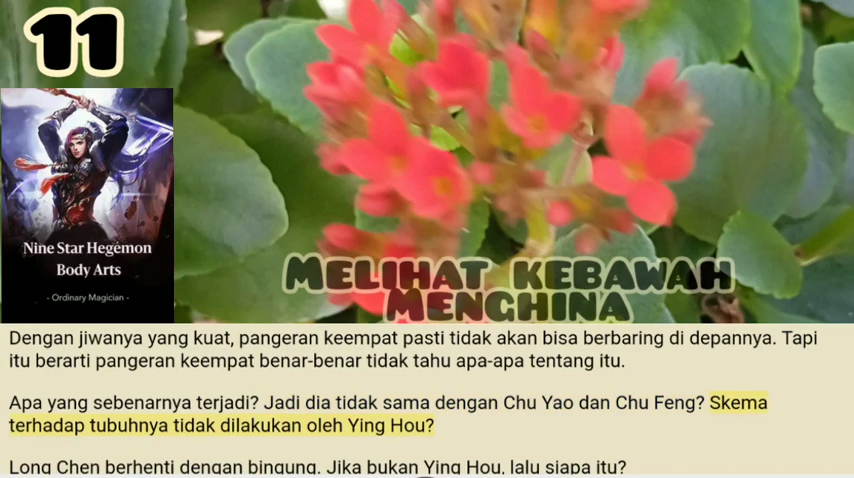 11
Nine Star Hegemon
Body Arts
- Ordinary Magician -
MELIHAT KEBAWAH
MENGHINA
Dengan jiwanya yang kuat, pangeran keempat pasti tidak akan bisa berbaring di depannya. Tapi
itu berarti pangeran keempat benar-benar tidak tahu apa-apa tentang itu.
Apa yang sebenarnya terjadi? Jadi dia tidak sama dengan Chu Yao dan Chu Feng? Skema
terhadap tubuhnya tidak dilakukan oleh Ying Hou?
Long Chen berhenti dengan bingung. Jika bukan Ying Hou, lalu siapa itu?